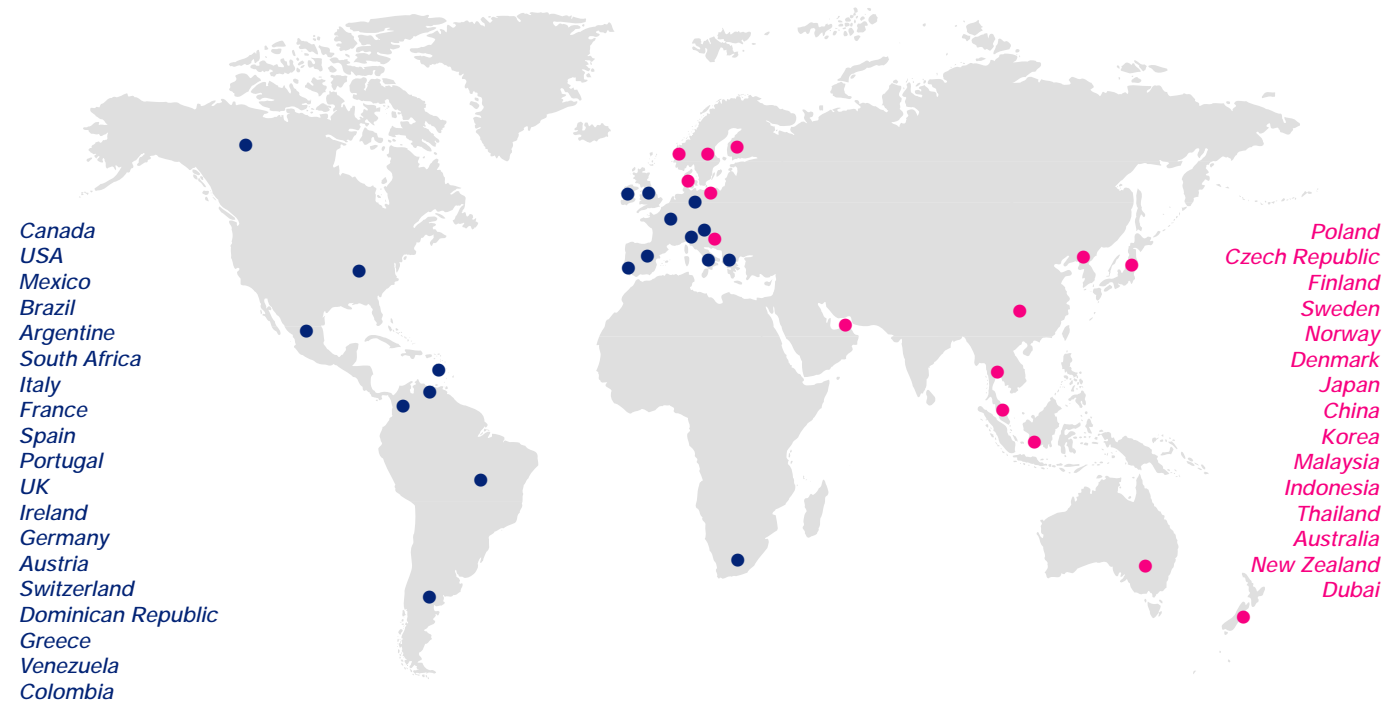 Canada
USA
Mexico
Brazil
Argentine
South Africa
Italy
France
Spain
Portugal
UK
Ireland
Germany
Austria
Switzerland
Dominican Republic
Greece
Venezuela
Colombia
Poland
Czech Republic
Finland
Sweden
Norway
Denmark
Japan
China
Korea
Malaysia
Indonesia
Thailand
Australia
New Zealand
Dubai